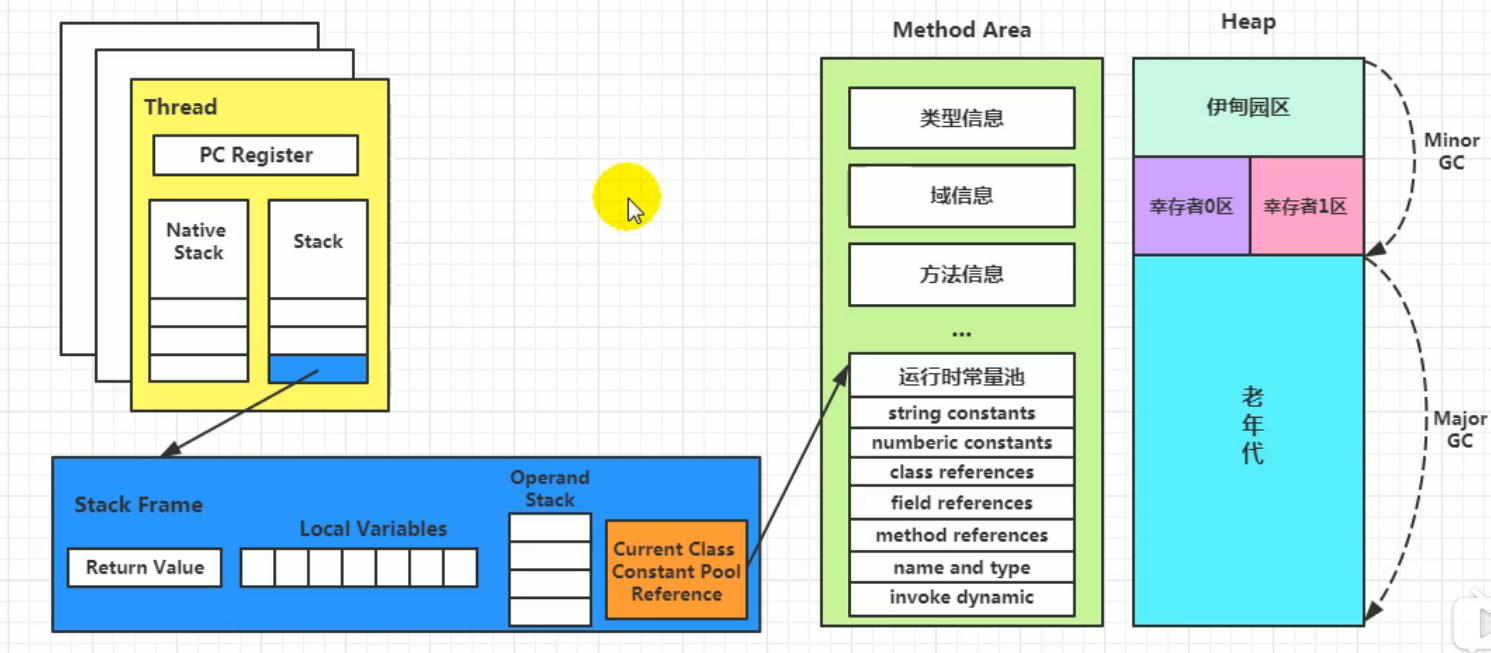 Thread
PC Register
Native
Stack
Stack
Stack Frame
Return Value
Local Variables
Operand
Stack
Current Class
Constant Pool
Reference
Method Area
类型信息
域信息
方法信息
...
运行时常量池
string constants
numberic constants
class references
field references
method references
name and type
invoke dynamic
Heap
伊甸园区
幸存者0区
幸存者1区
老
年
代
Minor
GC
Major
GC